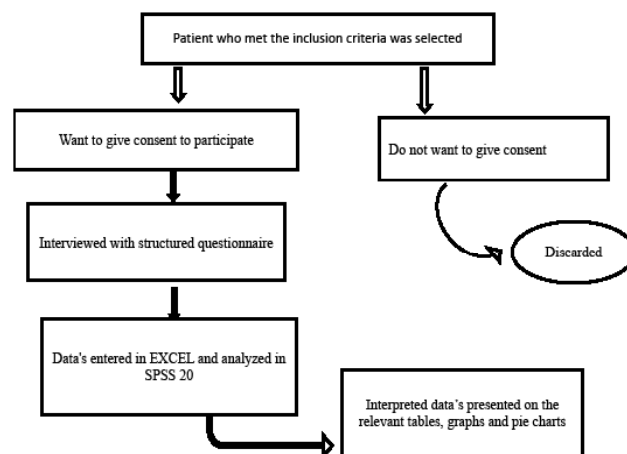 Patient who met the inclusion criteria was selected
Want to give consent to participate
Do not want to give consent
Interviewed with structured questionnaire
Discarded
Data's entered in EXCEL and analyzed in
SPSS 20
Interpreted data’s presented on the
relevant tables, graphs and pie charts